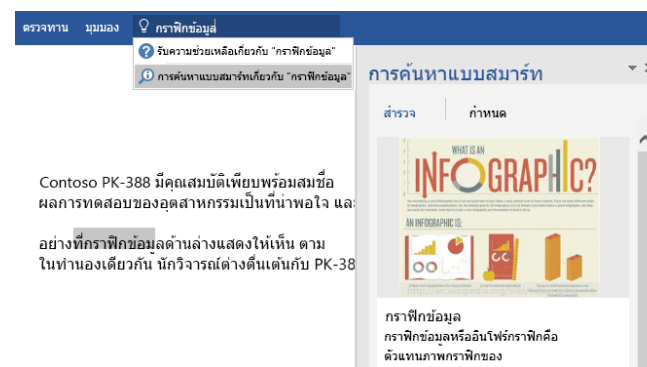 ตรวจทาน มุมมอง กราฟิกข้อมูล
รับความช่วยเหลือเกี่ยวกับ "กราฟิกข้อมูล"
การค้นหาแบบสมาร์ทเกี่ยวกับ "กราฟิกข้อมูล"
การค้นหาแบบสมาร์ท
สำรวจ กำหนด
WHAT IS AN
INFOGRAPHIC?
AN INFOGRAPHIC IS:
Contoso PK-388 มีคุณสมบัติเพียบพร้อมสมชื่อ
ผลการทดสอบของอุตสาหกรรมเป็นที่น่าพอใจ และ
อย่างที่กราฟิกข้อมูลด้านล่างแสดงให้เห็น ตาม
ในทำนองเดียวกัน นักวิจารณ์ต่างตื่นเต้นกับ PK-38
กราฟิกข้อมูล
กราฟิกข้อมูลหรืออินโฟร์กราฟิกคือ
ตัวแทนภาพกราฟิกของ